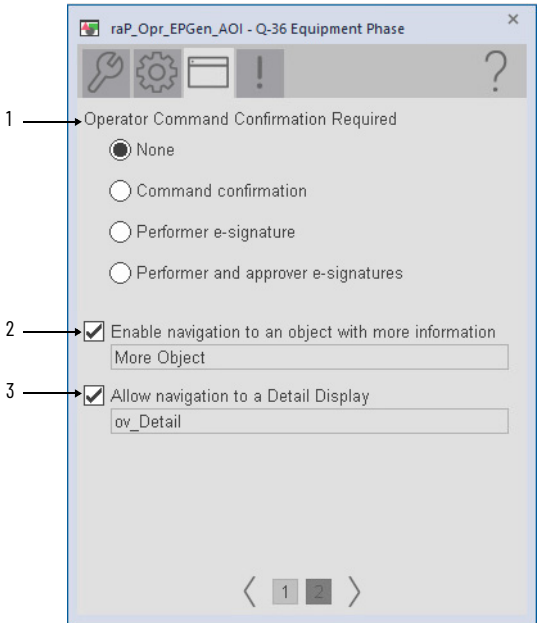 raP_Opr_EPGen_AOI - Q-36 Equipment Phase
1
Operator Command Confirmation Required
None
Command confirmation
Performer e-signature
Performer and approver e-signatures
2
Enable navigation to an object with more information
More Object
3
Allow navigation to a Detail Display
ov_Detail
1 2